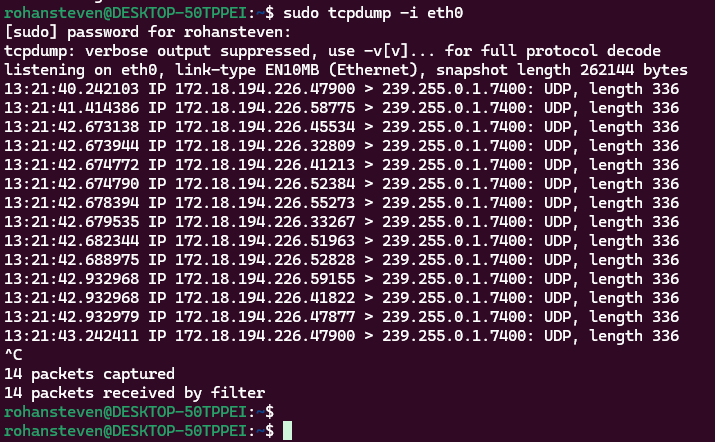 rohansteven@DESKTOP-50TPPEI:~$ sudo tcpdump -i eth0
[sudo] password for rohansteven:
tcpdump: verbose output suppressed, use -v[v]... for full protocol decode
listening on eth0, link-type EN10MB (Ethernet), snapshot length 262144 bytes
13:21:40.242103 IP 172.18.194.226.47900 > 239.255.0.1.7400: UDP, length 336
13:21:41.414386 IP 172.18.194.226.58775 > 239.255.0.1.7400: UDP, length 336
13:21:42.673138 IP 172.18.194.226.45534 > 239.255.0.1.7400: UDP, length 336
13:21:42.673944 IP 172.18.194.226.32809 > 239.255.0.1.7400: UDP, length 336
13:21:42.674772 IP 172.18.194.226.41213 > 239.255.0.1.7400: UDP, length 336
13:21:42.674790 IP 172.18.194.226.52384 > 239.255.0.1.7400: UDP, length 336
13:21:42.678394 IP 172.18.194.226.55273 > 239.255.0.1.7400: UDP, length 336
13:21:42.679535 IP 172.18.194.226.33267 > 239.255.0.1.7400: UDP, length 336
13:21:42.682344 IP 172.18.194.226.51963 > 239.255.0.1.7400: UDP, length 336
13:21:42.688975 IP 172.18.194.226.52828 > 239.255.0.1.7400: UDP, length 336
13:21:42.932968 IP 172.18.194.226.59155 > 239.255.0.1.7400: UDP, length 336
13:21:42.932968 IP 172.18.194.226.41822 > 239.255.0.1.7400: UDP, length 336
13:21:42.932979 IP 172.18.194.226.47877 > 239.255.0.1.7400: UDP, length 336
13:21:43.242411 IP 172.18.194.226.47900 > 239.255.0.1.7400: UDP, length 336
^C
14 packets captured
14 packets received by filter
rohansteven@DESKTOP-50TPPEI:~$
rohansteven@DESKTOP-50TPPEI:~$